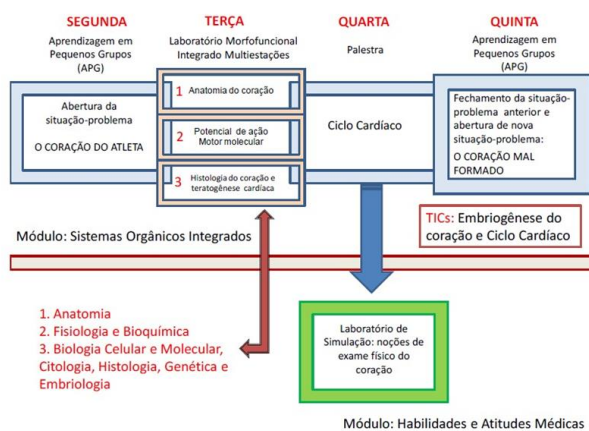 SEGUNDA
Aprendizagem em
Pequenos Grupos
(APG)
TERÇA
Laboratório Morfofuncional
Integrado Multiestações
QUARTA
Palestra
QUINTA
Aprendizagem em
Pequenos Grupos
(APG)
Abertura da
situação-problema
O CORAÇÃO DO ATLETA
1 Anatomia do coração
2 Potencial de ação
Motor molecular
3 Histologia do coração e
teratogênese cardíaca
Ciclo Cardíaco
Fechamento da situação-
problema anterior e
abertura de nova
situação-problema:
O CORAÇÃO MAL
FORMADO
TICs: Embriogênese do
coração e Ciclo Cardíaco
Módulo: Sistemas Orgânicos Integrados
1. Anatomia
2. Fisiologia e Bioquímica
3. Biologia Celular e Molecular,
Citologia, Histologia, Genética e
Embriologia
Laboratório de
Simulação: noções de
exame físico do
coração
Módulo: Habilidades e Atitudes Médicas